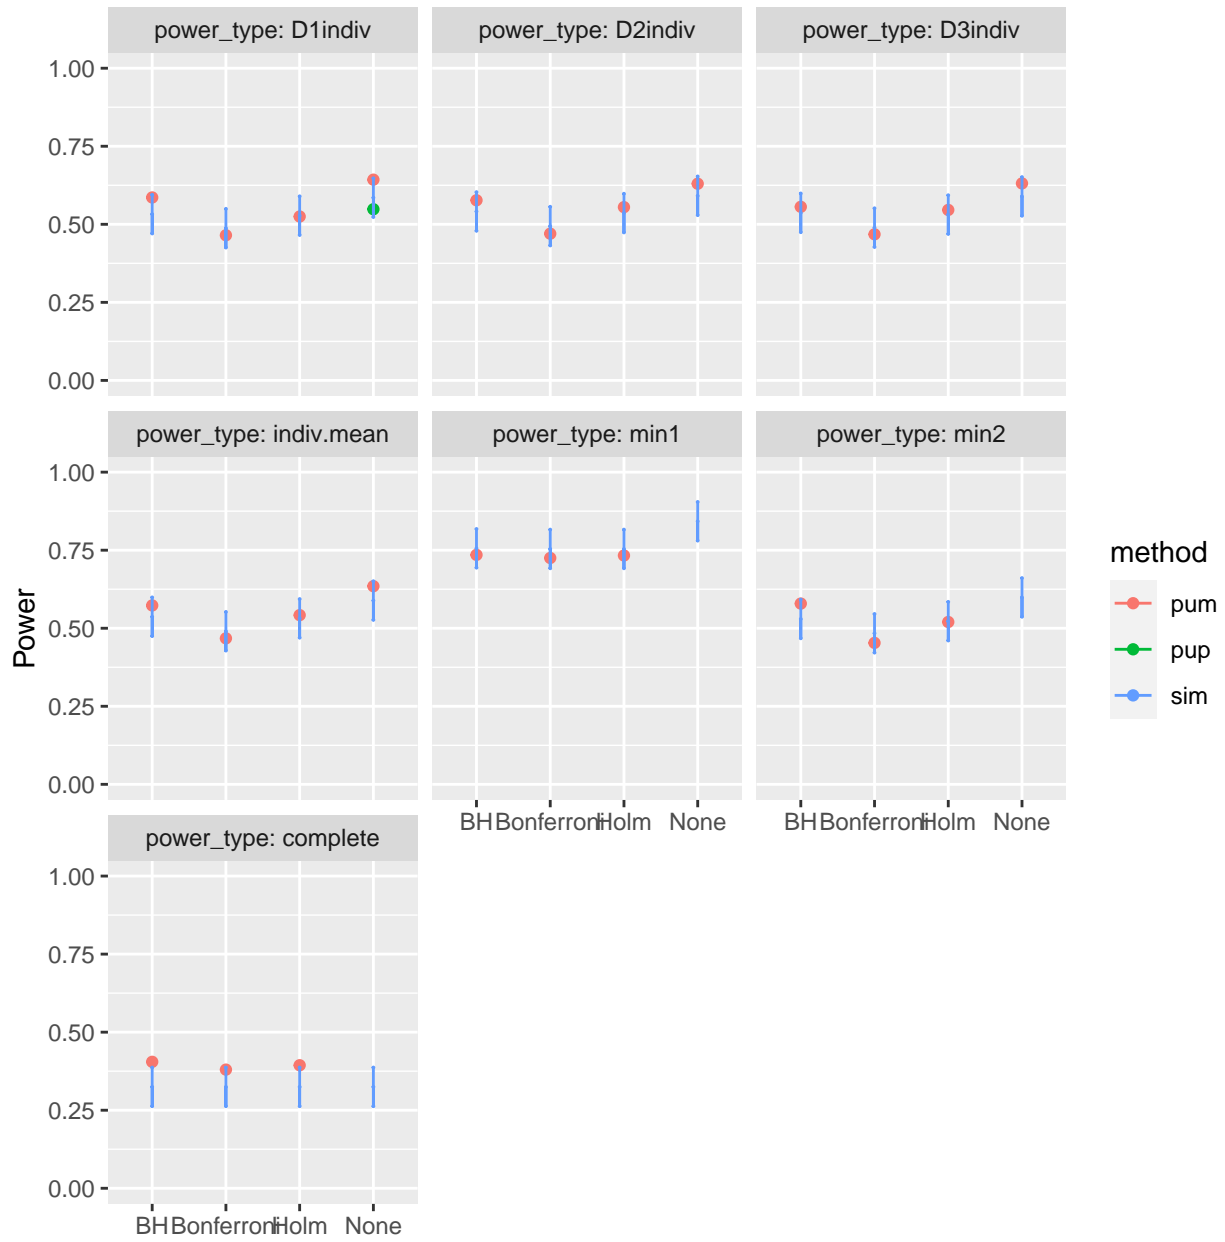 power_type: D1indiv
power_type: D2indiv
power_type: D3indiv
1.00
0.75
0.50
0.25
0.00
power_type: indiv.mean
power_type: min1
power_type: min2
1.00
0.75
0.50
0.25
0.00
BH Bonferroni Holm None
BH Bonferroni Holm None
power_type: complete
1.00
0.75
0.50
0.25
0.00
BH Bonferroni Holm None
Power
method
pum
pup
sim